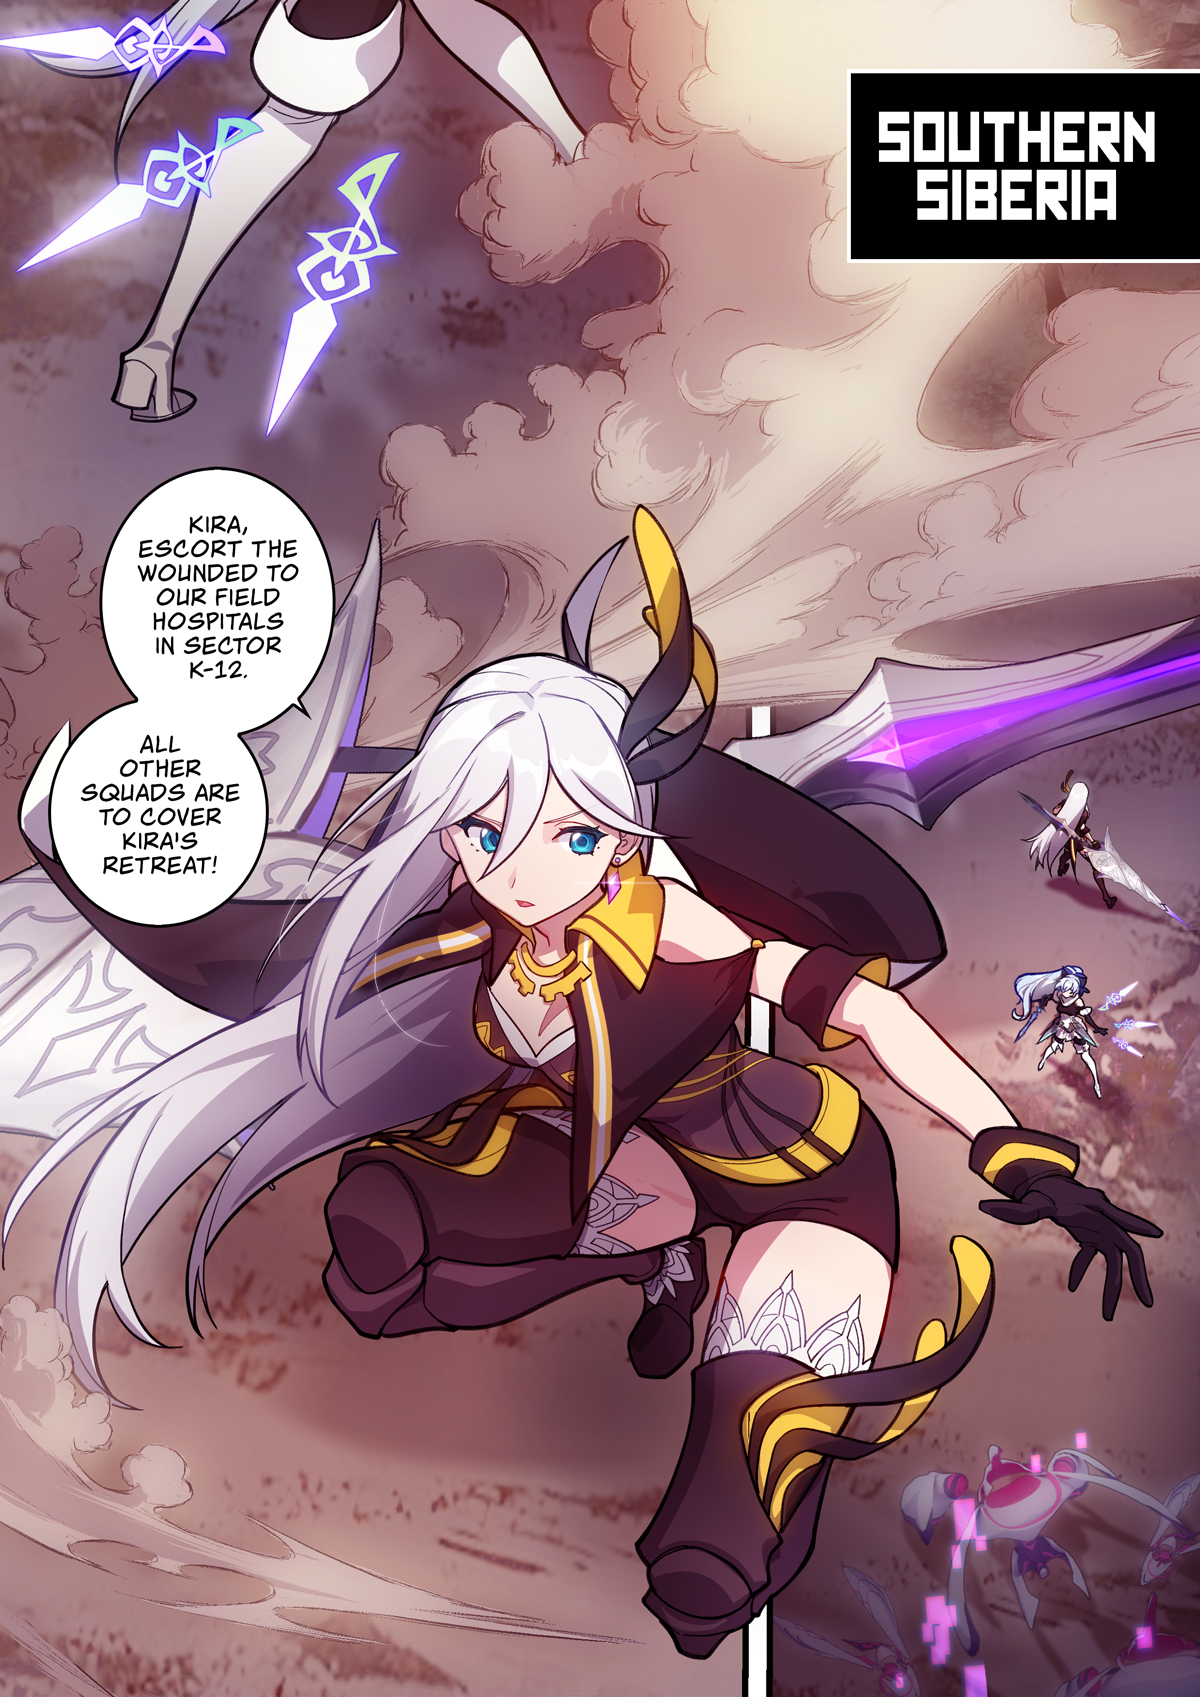 SOUTHERN
SIBERIA
KIRA,
ESCORT THE
WOUNDED TO
OUR FIELD
HOSPITALS
IN SECTOR
K-12.
ALL
OTHER
SQUADS ARE
TO COVER
KIRA'S
RETREAT!